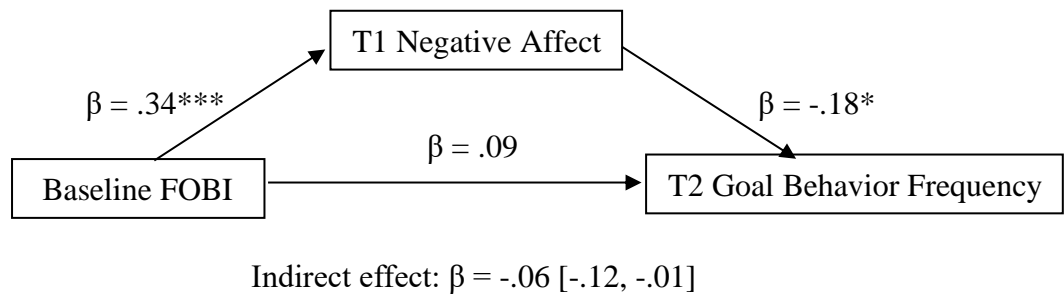 T1 Negative Affect
β = .34***
β = -.18*
β = .09
Baseline FOBI
T2 Goal Behavior Frequency
Indirect effect: β = -.06 [-.12, -.01]